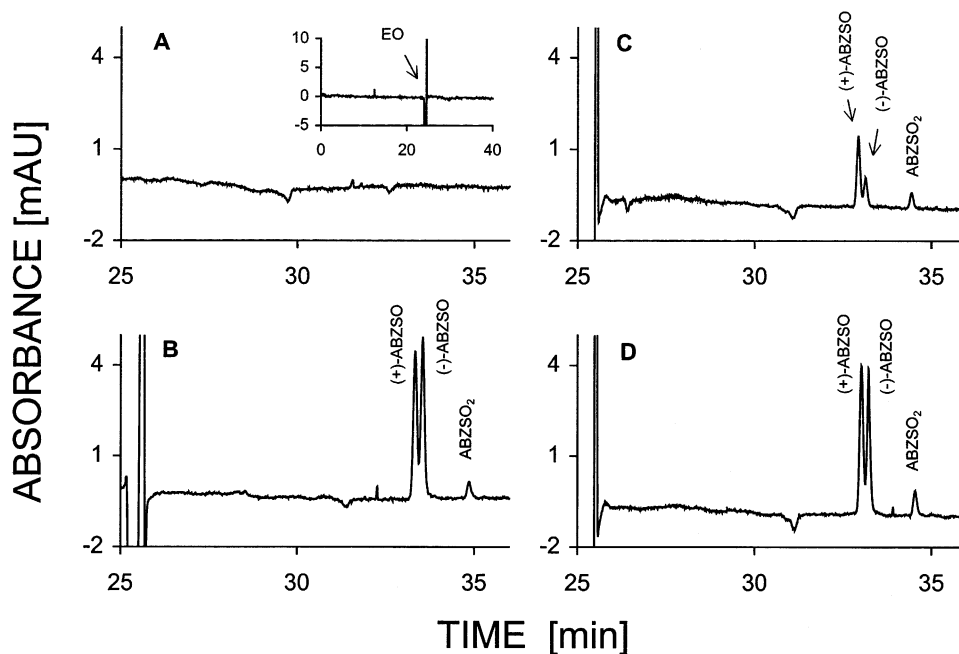 ABSORBANCE [mAU]
TIME [min]
A
4
1
-2
25
30
35
EO
10
5
0
-5
0
20
40
B
4
1
-2
25
30
35
(+)-ABZSO
(-)-ABZSO
ABZSO₂
C
4
1
-2
25
30
35
(+)-ABZSO
(-)-ABZSO
ABZSO₂
D
4
1
-2
25
30
35
(+)-ABZSO
(-)-ABZSO
ABZSO₂